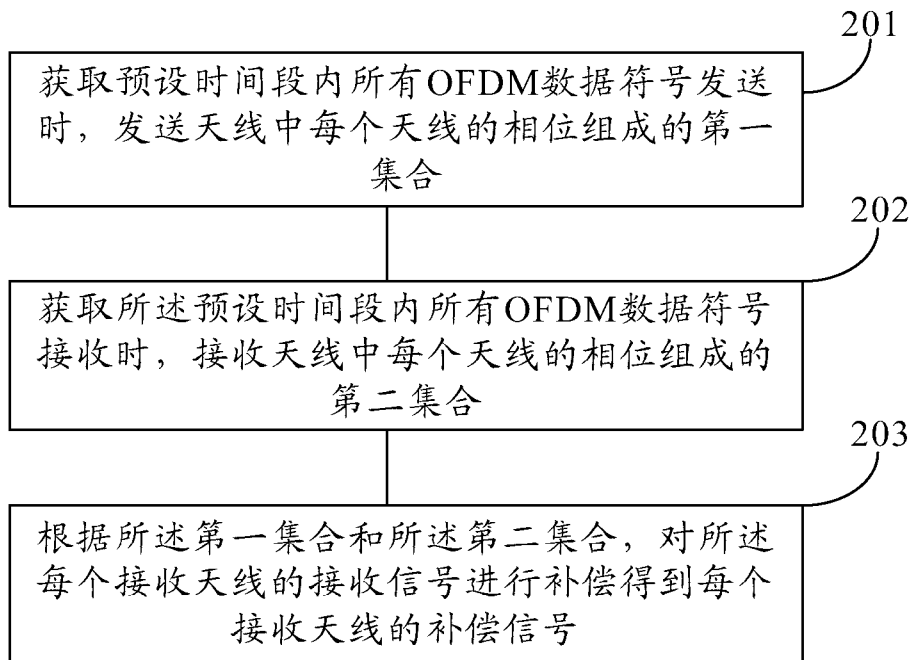 201
获取预设时间段内所有OFDM数据符号发送
时，发送天线中每个天线的相位组成的第一
集合
202
获取所述预设时间段内所有OFDM数据符号
接收时，接收天线中每个天线的相位组成的
第二集合
203
根据所述第一集合和所述第二集合，对所述
每个接收天线的接收信号进行补偿得到每个
接收天线的补偿信号